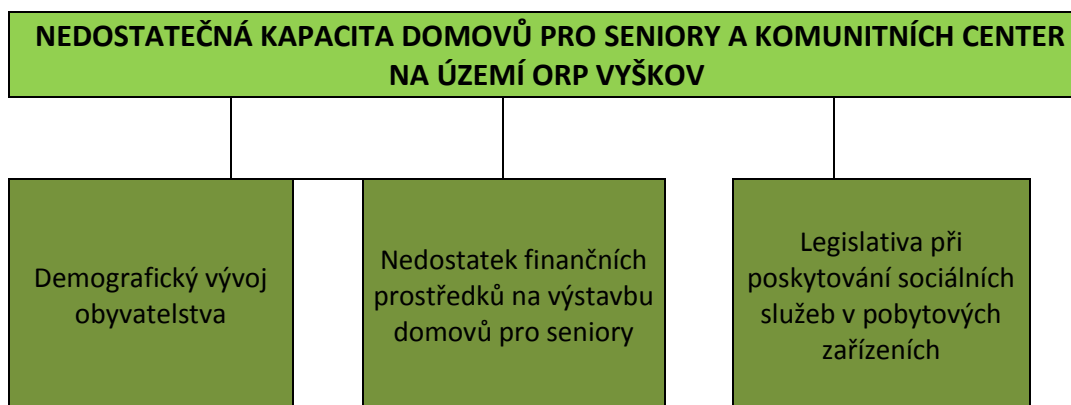 NEDOSTATEČNÁ KAPACITA DOMOVŮ PRO SENIORY A KOMUNITNÍCH CENTER
NA ÚZEMÍ ORP VYŠKOV
Demografický vývoj
obyvatelstva
Nedostatek finančních
prostředků na výstavbu
domovů pro seniory
Legislativa při
poskytování sociálních
služeb v pobytových
zařízeních